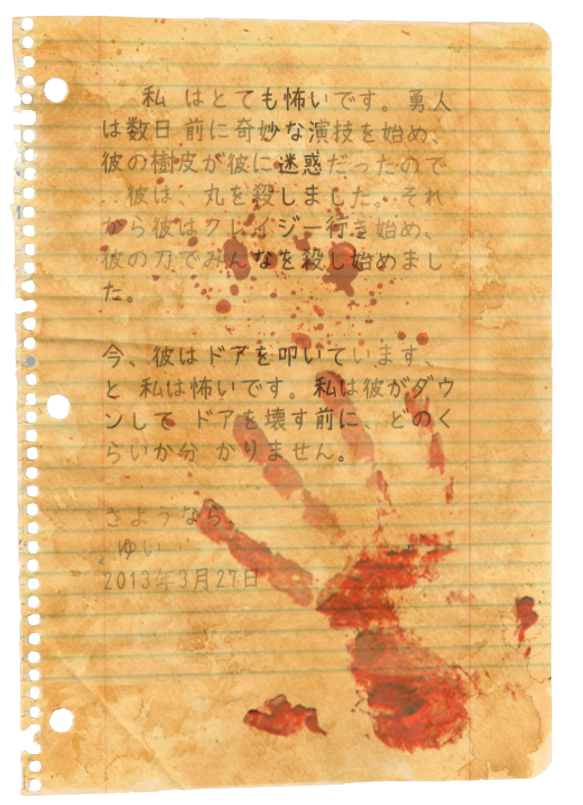 私 はとても怖いです。勇人
は数日 前に奇妙な演技を始め、
彼の樹皮が彼に迷惑だったので
彼は、丸を殺しました。それ
から彼はクレイジー行き始め、
彼の刀でみんなを殺し始めまし
た。
今、彼はドアを叩いています、
と 私は怖いです。私は彼がダウ
ンして ドアを壊す前に、どのく
らいか分 かりません。
さようなら、
ゆい
2013年3月27日